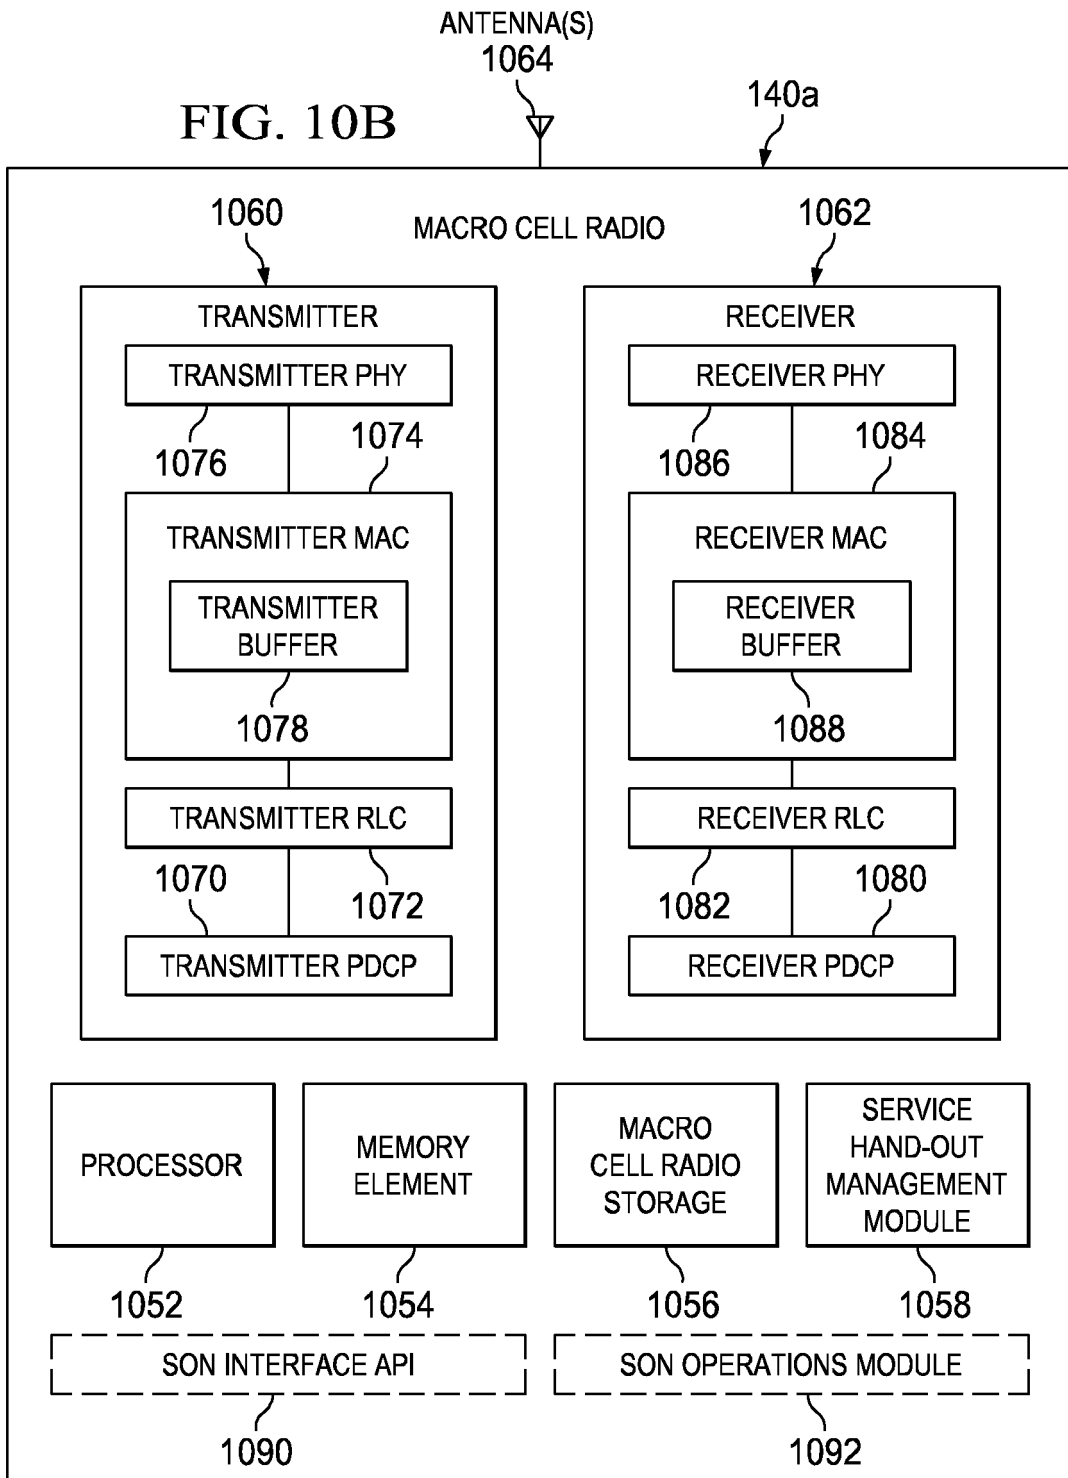 ANTENNA(S)
1064
140a
FIG. 10B
1060
MACRO CELL RADIO
1062
TRANSMITTER
TRANSMITTER PHY
1076
1074
TRANSMITTER MAC
TRANSMITTER
BUFFER
1078
TRANSMITTER RLC
1070
1072
TRANSMITTER PDCP
RECEIVER
RECEIVER PHY
1086
1084
RECEIVER MAC
RECEIVER
BUFFER
1088
RECEIVER RLC
1082
1080
RECEIVER PDCP
PROCESSOR
1052
MEMORY
ELEMENT
1054
MACRO
CELL RADIO
STORAGE
1056
SERVICE
HAND-OUT
MANAGEMENT
MODULE
1058
SON INTERFACE API
1090
SON OPERATIONS MODULE
1092